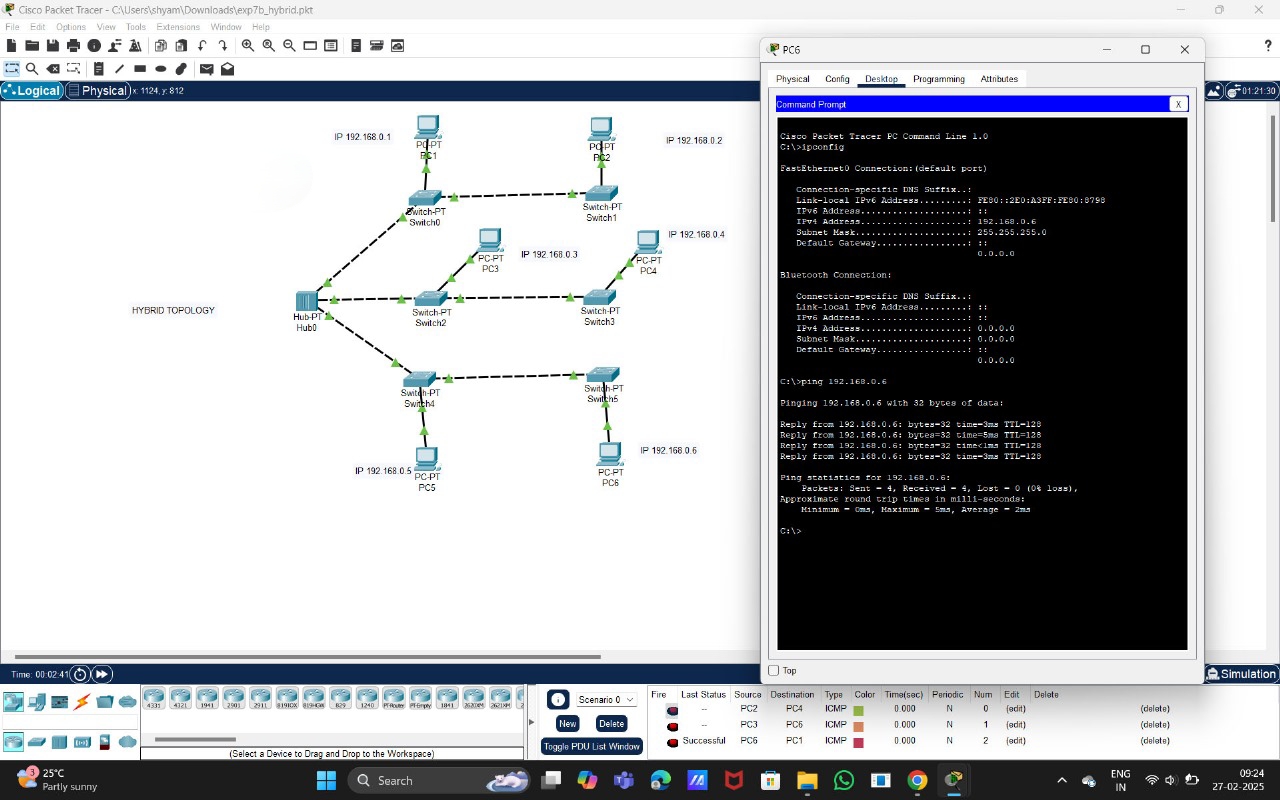 Cisco Packet Tracer - C:\Users\shyam\Downloads\exp7b_hybrid.pkt
File Edit Options View Tools Extensions Window Help
Logical Physical x: 1124, y: 812
01:21:30
IP 192.168.0.1
PC-PT
PC1
PC-PT
PC2
IP 192.168.0.2
Switch-PT
Switch0
Switch-PT
Switch1
PC-PT
PC3
IP 192.168.0.3
PC-PT
PC4
IP 192.168.0.4
HYBRID TOPOLOGY
Hub-PT
Hub0
Switch-PT
Switch2
Switch-PT
Switch3
Switch-PT
Switch4
Switch-PT
Switch5
IP 192.168.0.5
PC-PT
PC5
PC-PT
PC6
IP 192.168.0.6
PC6
Physical Config Desktop Programming Attributes
Command Prompt X
Cisco Packet Tracer PC Command Line 1.0
C:\>ipconfig
FastEthernet0 Connection:(default port)
Connection-specific DNS Suffix..:
Link-local IPv6 Address.........: FE80::2E0:A3FF:FE80:8798
IPv6 Address....................: ::
IPv4 Address....................: 192.168.0.6
Subnet Mask.....................: 255.255.255.0
Default Gateway.................: ::
0.0.0.0
Bluetooth Connection:
Connection-specific DNS Suffix..:
Link-local IPv6 Address.........: ::
IPv6 Address....................: ::
IPv4 Address....................: 0.0.0.0
Subnet Mask.....................: 0.0.0.0
Default Gateway.................: ::
0.0.0.0
C:\>ping 192.168.0.6
Pinging 192.168.0.6 with 32 bytes of data:
Reply from 192.168.0.6: bytes=32 time=3ms TTL=128
Reply from 192.168.0.6: bytes=32 time=5ms TTL=128
Reply from 192.168.0.6: bytes=32 time<1ms TTL=128
Reply from 192.168.0.6: bytes=32 time=3ms TTL=128
Ping statistics for 192.168.0.6:
Packets: Sent = 4, Received = 4, Lost = 0 (0% loss),
Approximate round trip times in milli-seconds:
Minimum = 0ms, Maximum = 5ms, Average = 2ms
C:\>
Top
Time: 00:02:41
Simulation
4331 4321 1941 2901 2911 819IOX 819HGW 829 1240 PTRouter PTEmpty 1841 2620XM 2621XM
(Select a Device to Drag and Drop to the Workspace)
Scenario 0
New Delete
Toggle PDU List Window
Fire Last Status Source Destination Type Color Time(sec) Periodic Num Edit Delete
-- PC2 PC4 ICMP 0.000 N 0 (edit) (delete)
-- PC3 PC6 ICMP 0.000 N 1 (edit) (delete)
Successful PC6 PC1 ICMP 0.000 N 2 (edit) (delete)
3
25°C
Partly sunny
Search
ENG
IN
09:24
27-02-2025